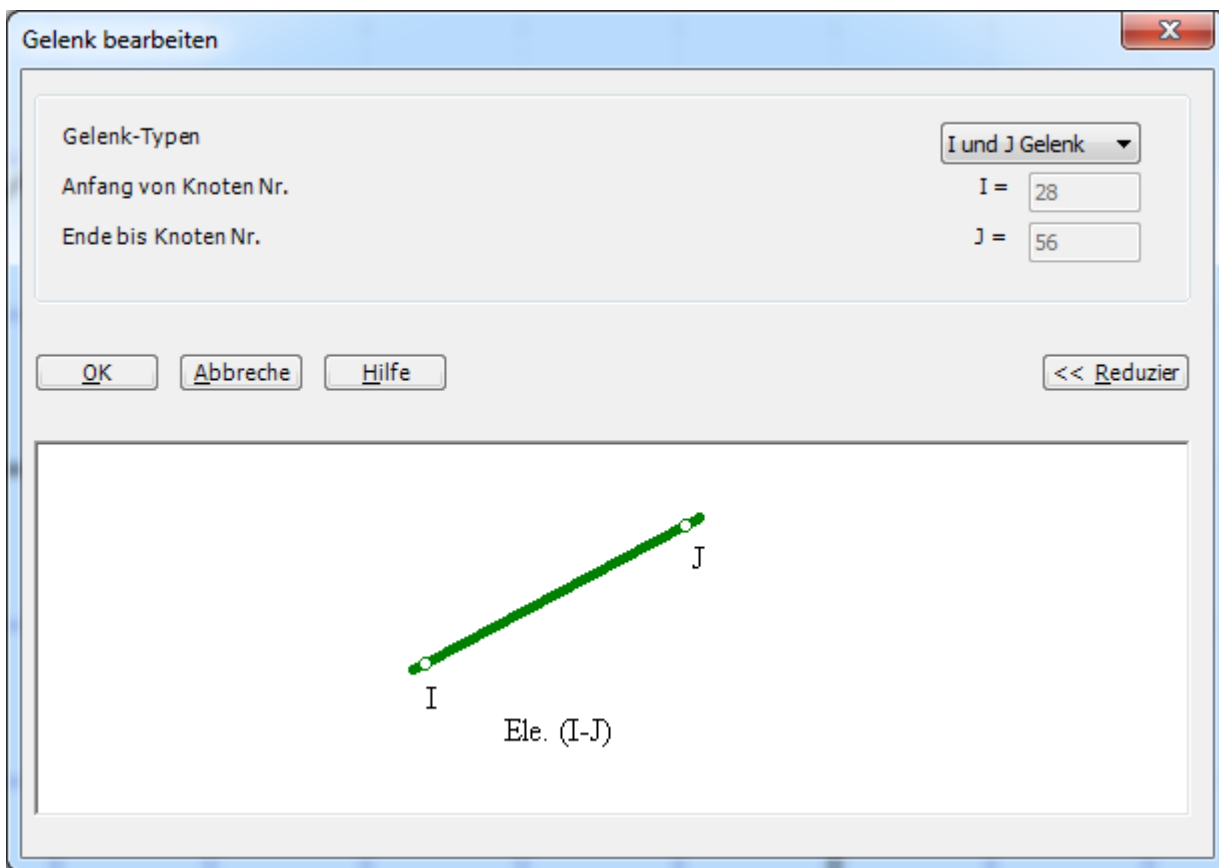 Gelenk bearbeiten
Gelenk-Typen I und J Gelenk
Anfang von Knoten Nr. I = 28
Ende bis Knoten Nr. J = 56
OK Abbreche Hilfe << Reduzier
J
I
Ele. (I-J)